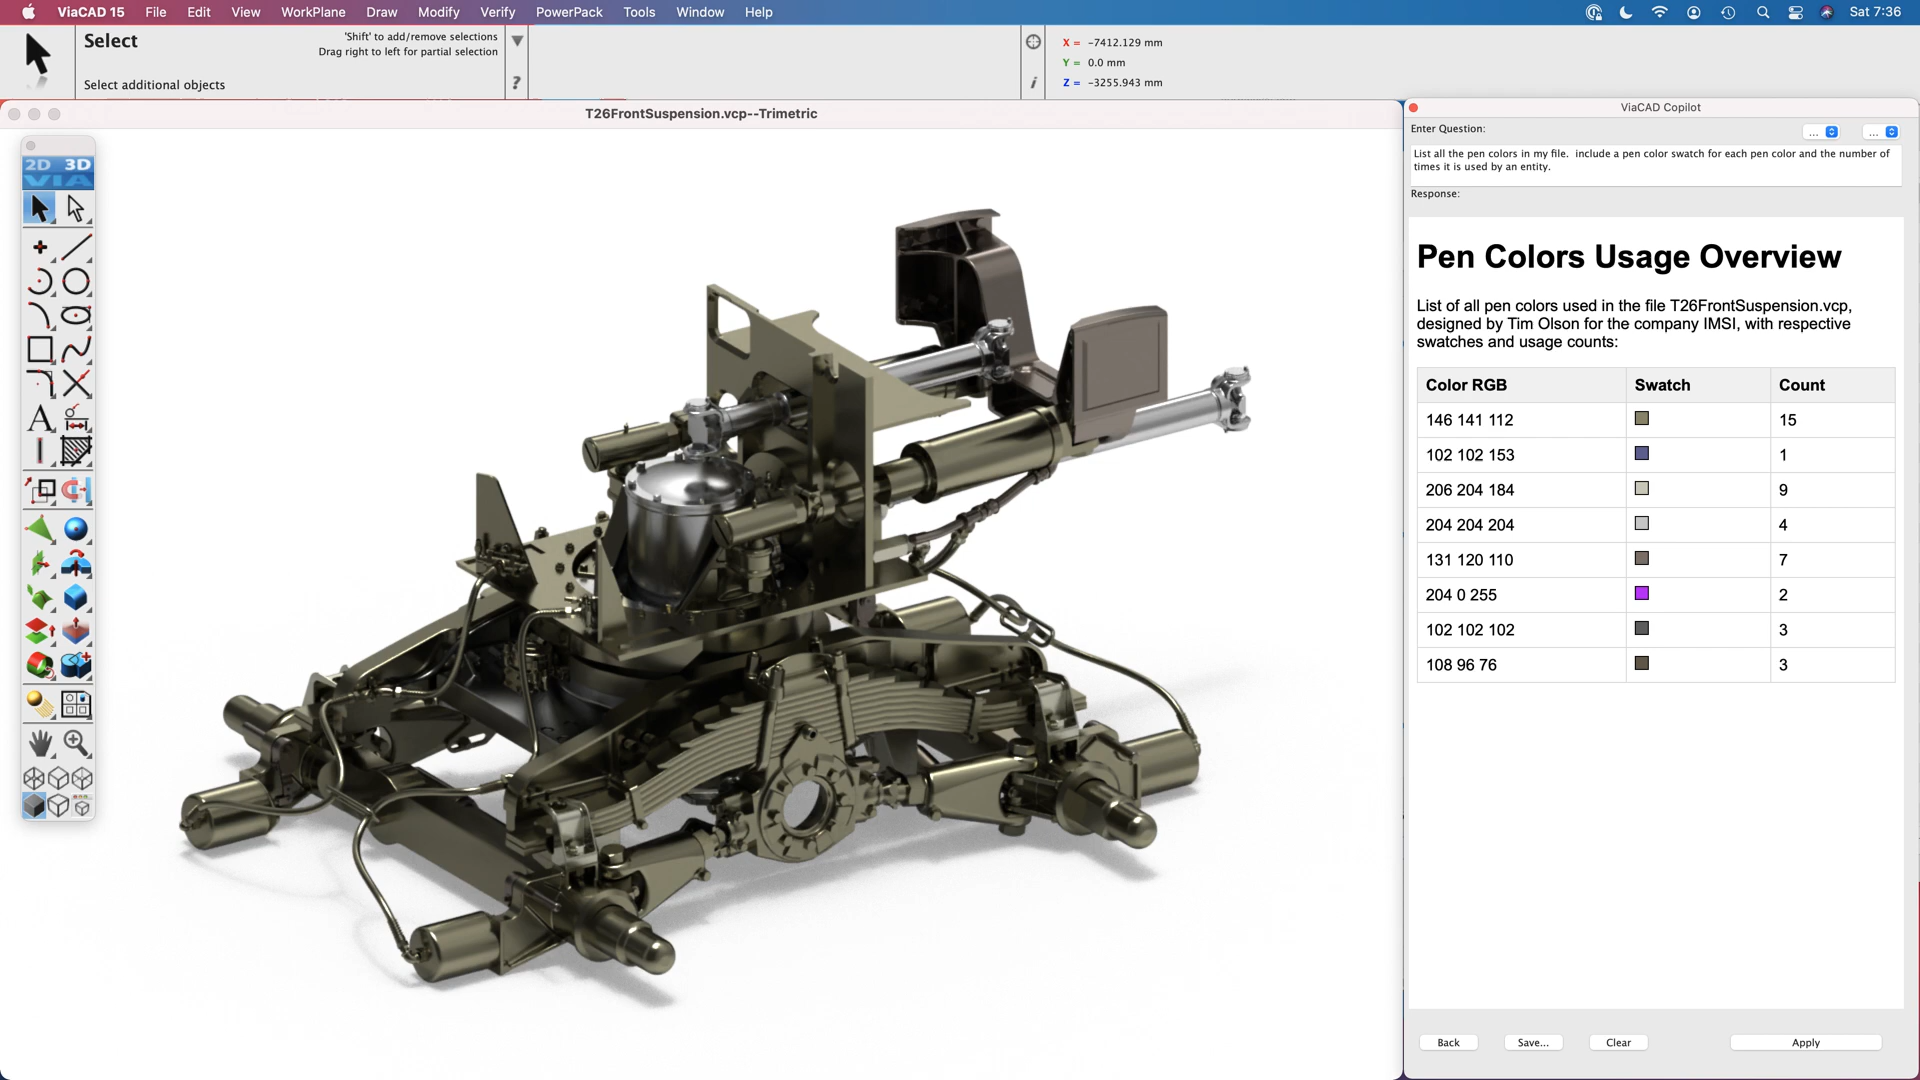 ViaCAD 15 File Edit View WorkPlane Draw Modify Verify PowerPack Tools Window Help Sat 7:36
Select
'Shift' to add/remove selections
Drag right to left for partial selection
Select additional objects
?
i
X = -7412.129 mm
Y = 0.0 mm
Z = -3255.943 mm
T26FrontSuspension.vcp--Trimetric
2D 3D
VIA
A
ViaCAD Copilot
Enter Question:
... ...
List all the pen colors in my file. include a pen color swatch for each pen color and the number of
times it is used by an entity.
Response:
Pen Colors Usage Overview
List of all pen colors used in the file T26FrontSuspension.vcp,
designed by Tim Olson for the company IMSI, with respective
swatches and usage counts:
Color RGB Swatch Count
146 141 112 15
102 102 153 1
206 204 184 9
204 204 204 4
131 120 110 7
204 0 255 2
102 102 102 3
108 96 76 3
Back Save... Clear Apply